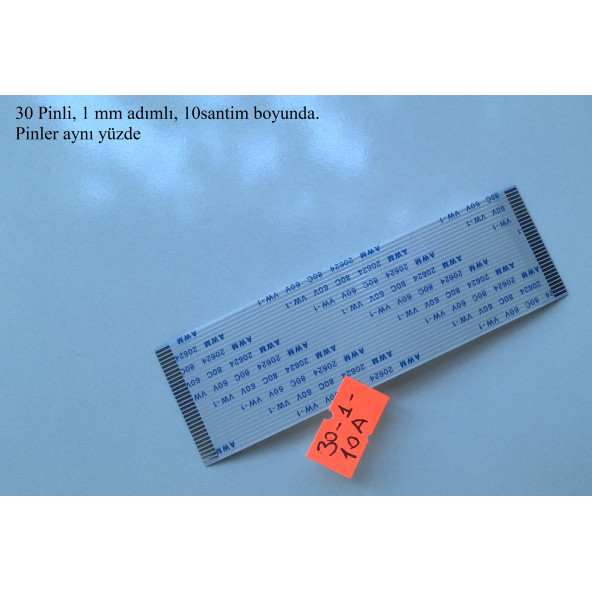 30 Pinli, 1 mm adımlı, 10santim boyunda.
Pinler aynı yüzde
AWM 20624 80C 60V VW-1
30-1-
10A